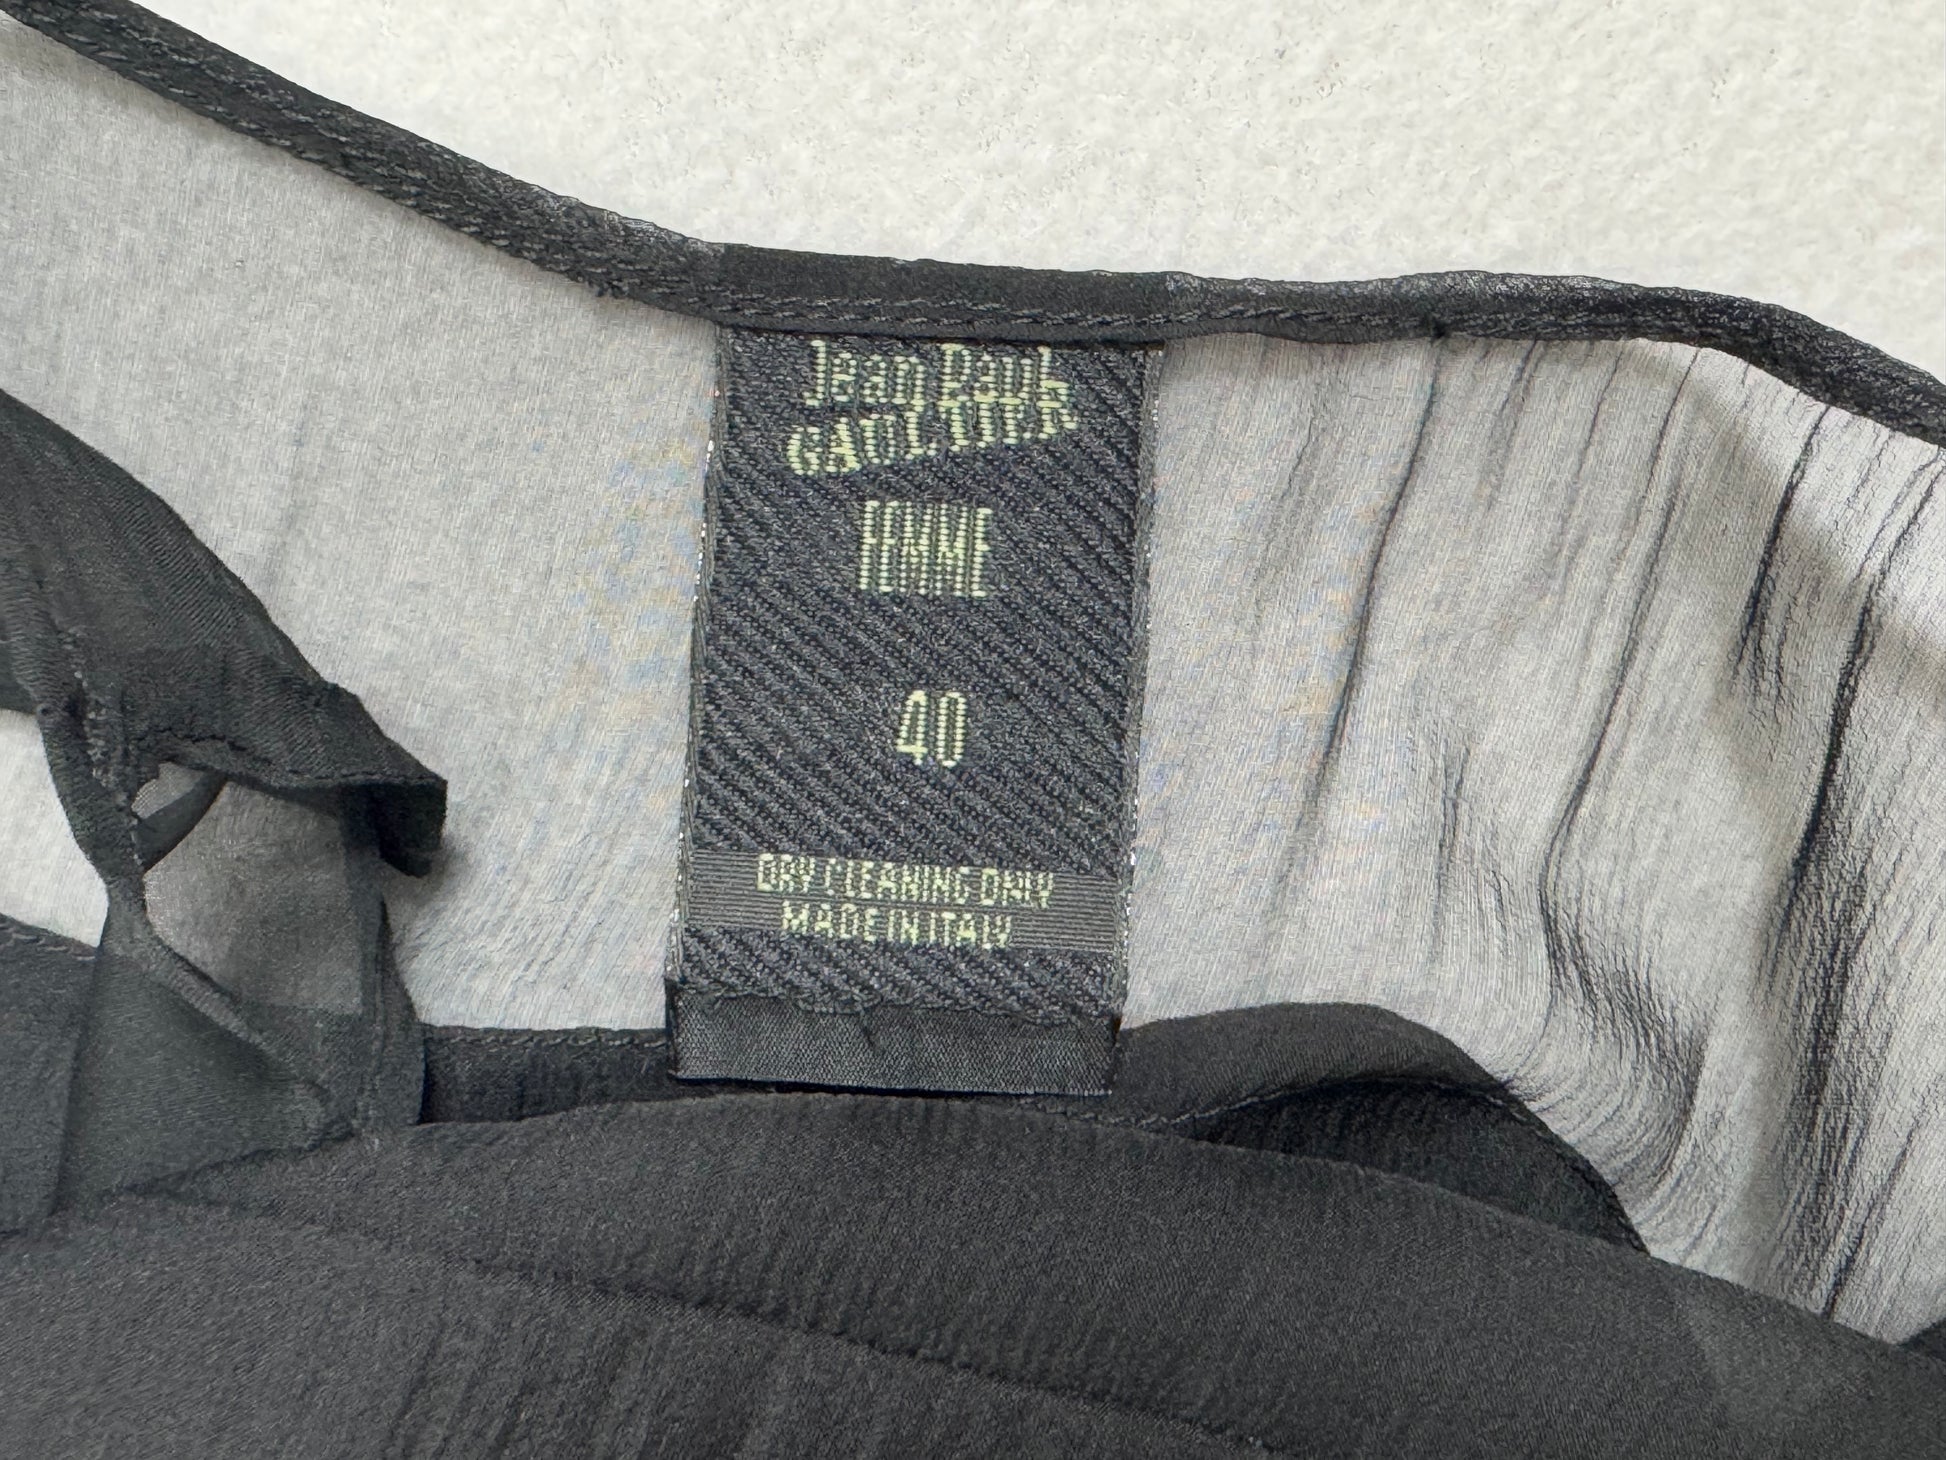 Jean Paul
GAULTIER
FEMME
40
DRY CLEANING ONLY
MADE IN ITALY